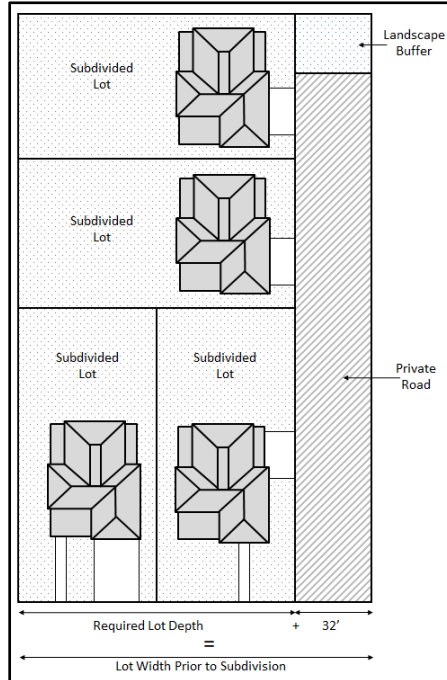 Landscape
Buffer
Subdivided
Lot
Subdivided
Lot
Subdivided
Lot
Subdivided
Lot
Private
Road
Required Lot Depth + 32’
=
Lot Width Prior to Subdivision